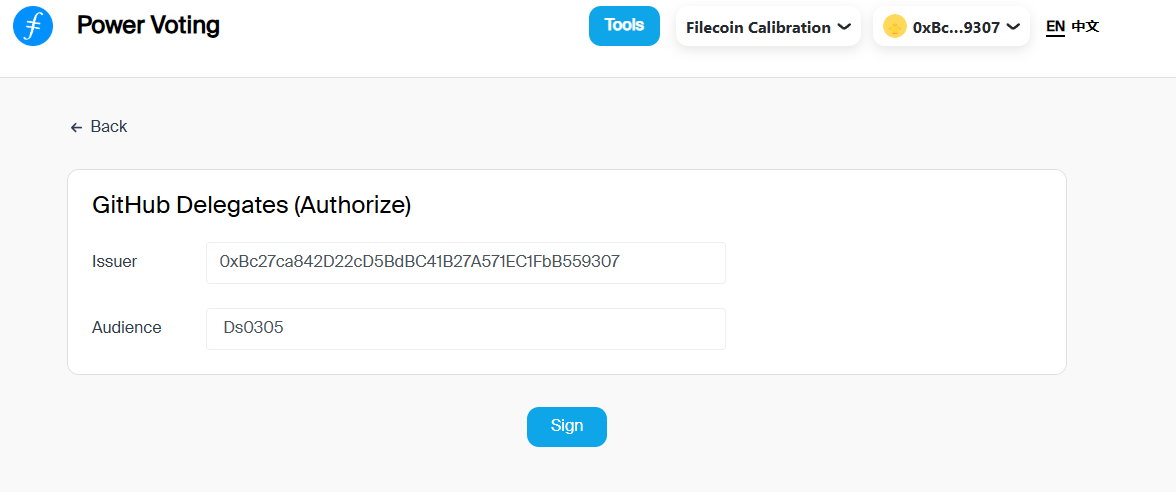 Power Voting
Tools
Filecoin Calibration
0xBc...9307
EN 中文
← Back
GitHub Delegates (Authorize)
Issuer
0xBc27ca842D22cD5BdBC41B27A571EC1FbB559307
Audience
Ds0305
Sign